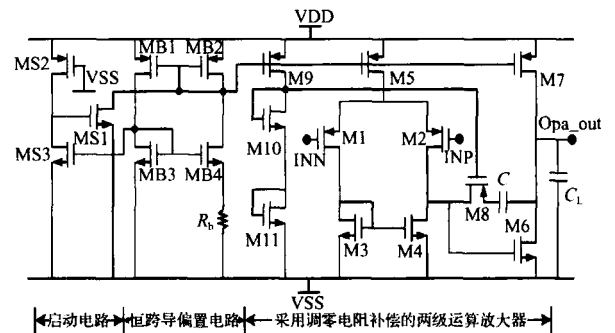 VDD
MS2
MB1
MB2
VSS
M9
M5
M7
MS1
M10
M1
M2
Opa_out
INN
INP
MS3
MB3
MB4
C
C_L
M8
M6
R_b
M11
M3
M4
VSS
启动电路
恒跨导偏置电路
采用调零电阻补偿的两级运算放大器